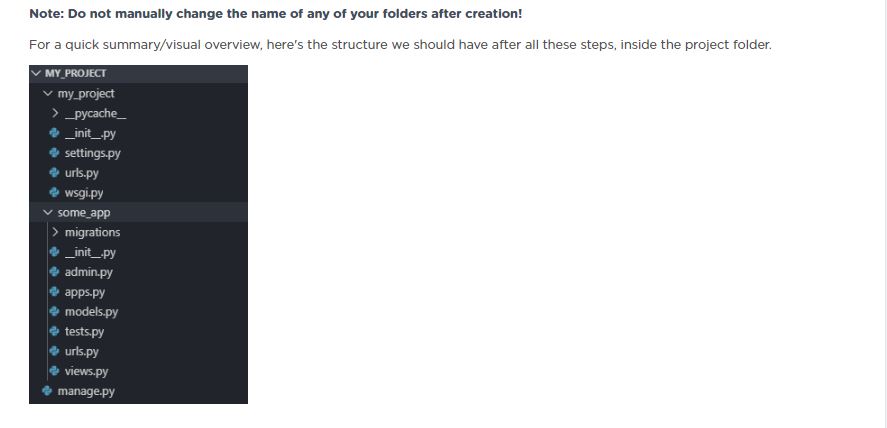 Note: Do not manually change the name of any of your folders after creation!
For a quick summary/visual overview, here's the structure we should have after all these steps, inside the project folder.
MY_PROJECT
my_project
__pycache__
__init__.py
settings.py
urls.py
wsgi.py
some_app
migrations
__init__.py
admin.py
apps.py
models.py
tests.py
urls.py
views.py
manage.py